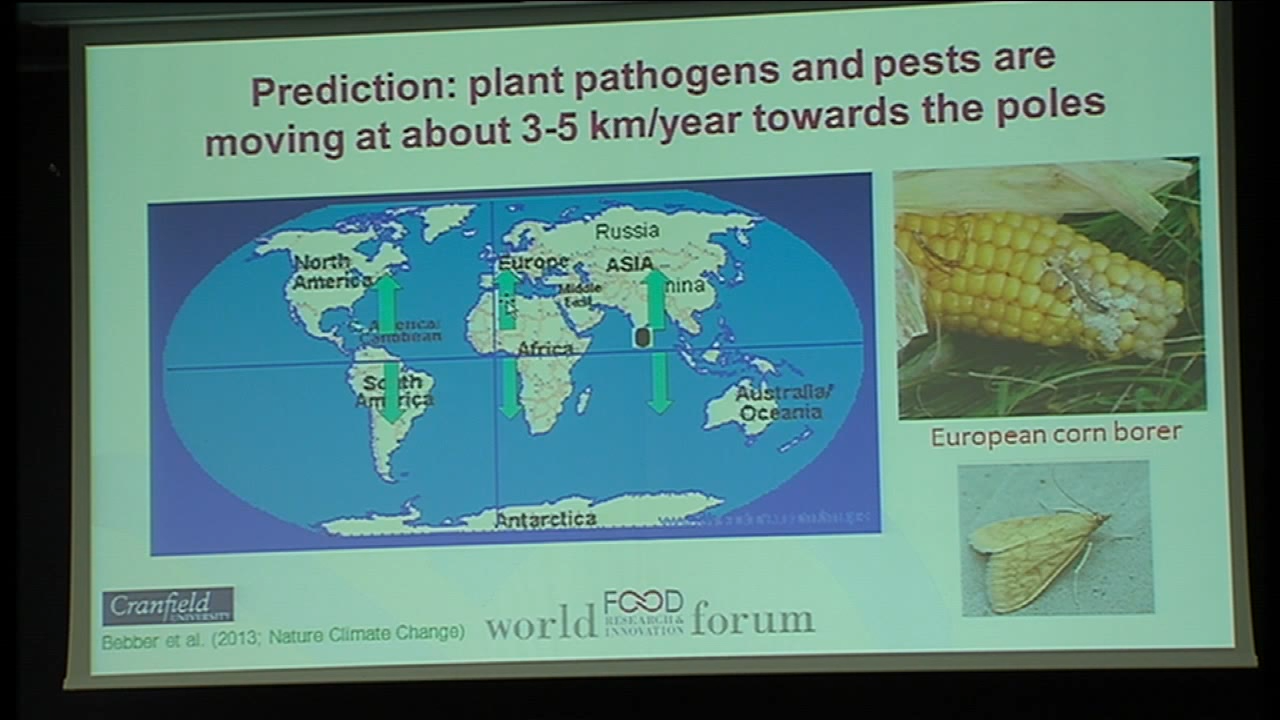 Prediction: plant pathogens and pests are
moving at about 3-5 km/year towards the poles
Russia
North
America
Europe
ASIA
Middle
East
hina
Caribbean
Africa
South
America
Australia/
Oceania
Antarctica
European corn borer
Cranfield
UNIVERSITY
Bebber et al. (2013; Nature Climate Change)
world FOOD
RESEARCH &
INNOVATION
forum